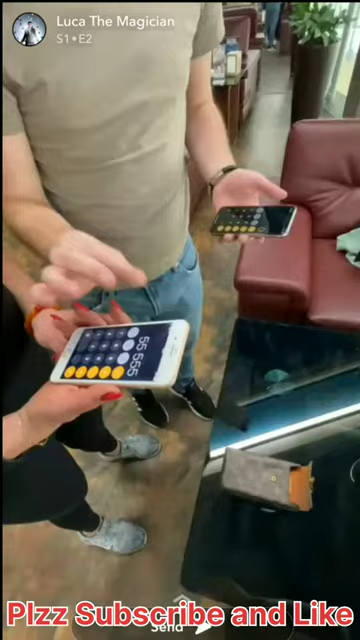 Luca The Magician
S1 • E2
55 555
Send
Plzz Subscribe and Like